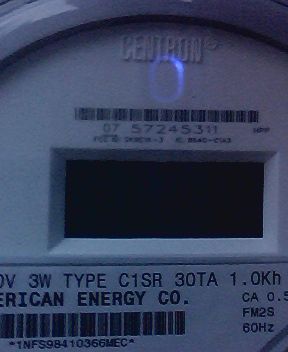 CENTRON
07 57245311
0V 3W TYPE C1SR 30TA 1.0Kh
ERICAN ENERGY CO.
CA 0.5
FM2S
60Hz
*1NFS98410366MEC*